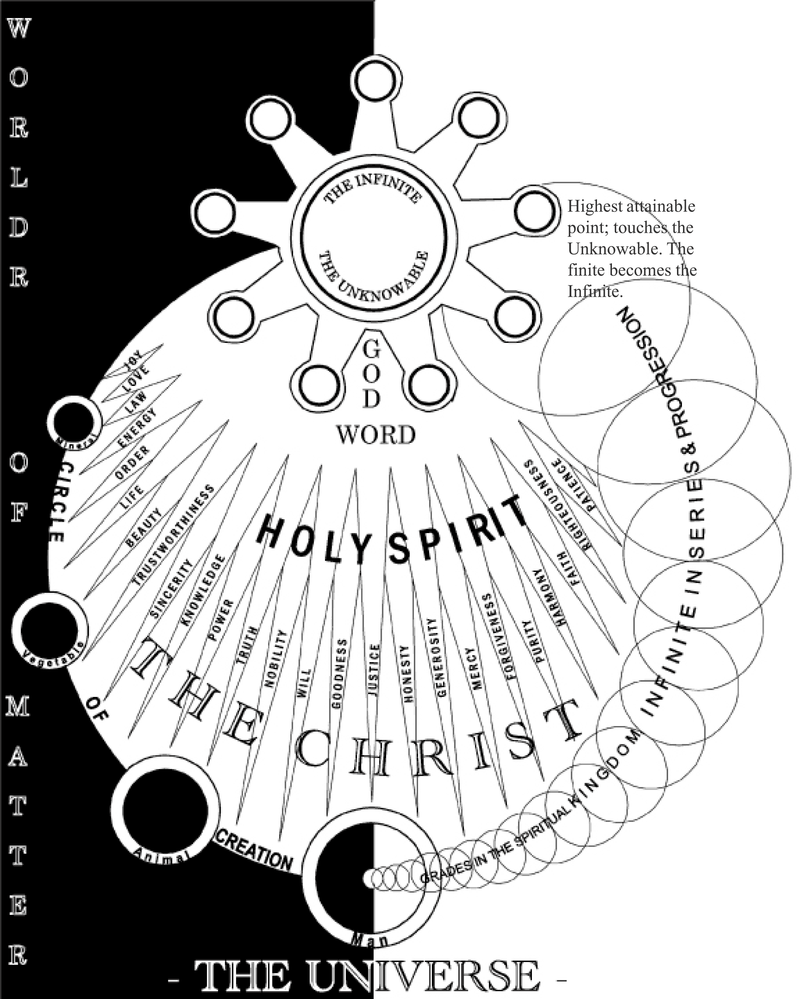 WORLDR OF MATTER
THE INFINITE
THE UNKNOWABLE
Highest attainable
point; touches the
Unknowable. The
finite becomes the
Infinite.
GOD
WORD
HOLY SPIRIT
THE CHRIST
JOY
LOVE
LAW
ENERGY
ORDER
LIFE
BEAUTY
TRUSTWORTHINESS
SINCERITY
KNOWLEDGE
POWER
TRUTH
NOBILITY
WILL
GOODNESS
JUSTICE
HONESTY
GENEROSITY
MERCY
FORGIVENESS
PURITY
HARMONY
FAITH
RIGHTEOUSNESS
PATIENCE
Mineral
CIRCLE
Vegetable
OF
Animal
CREATION
Man
GRADES IN THE SPIRITUAL KINGDOM INFINITE IN SERIES & PROGRESSION
- THE UNIVERSE -